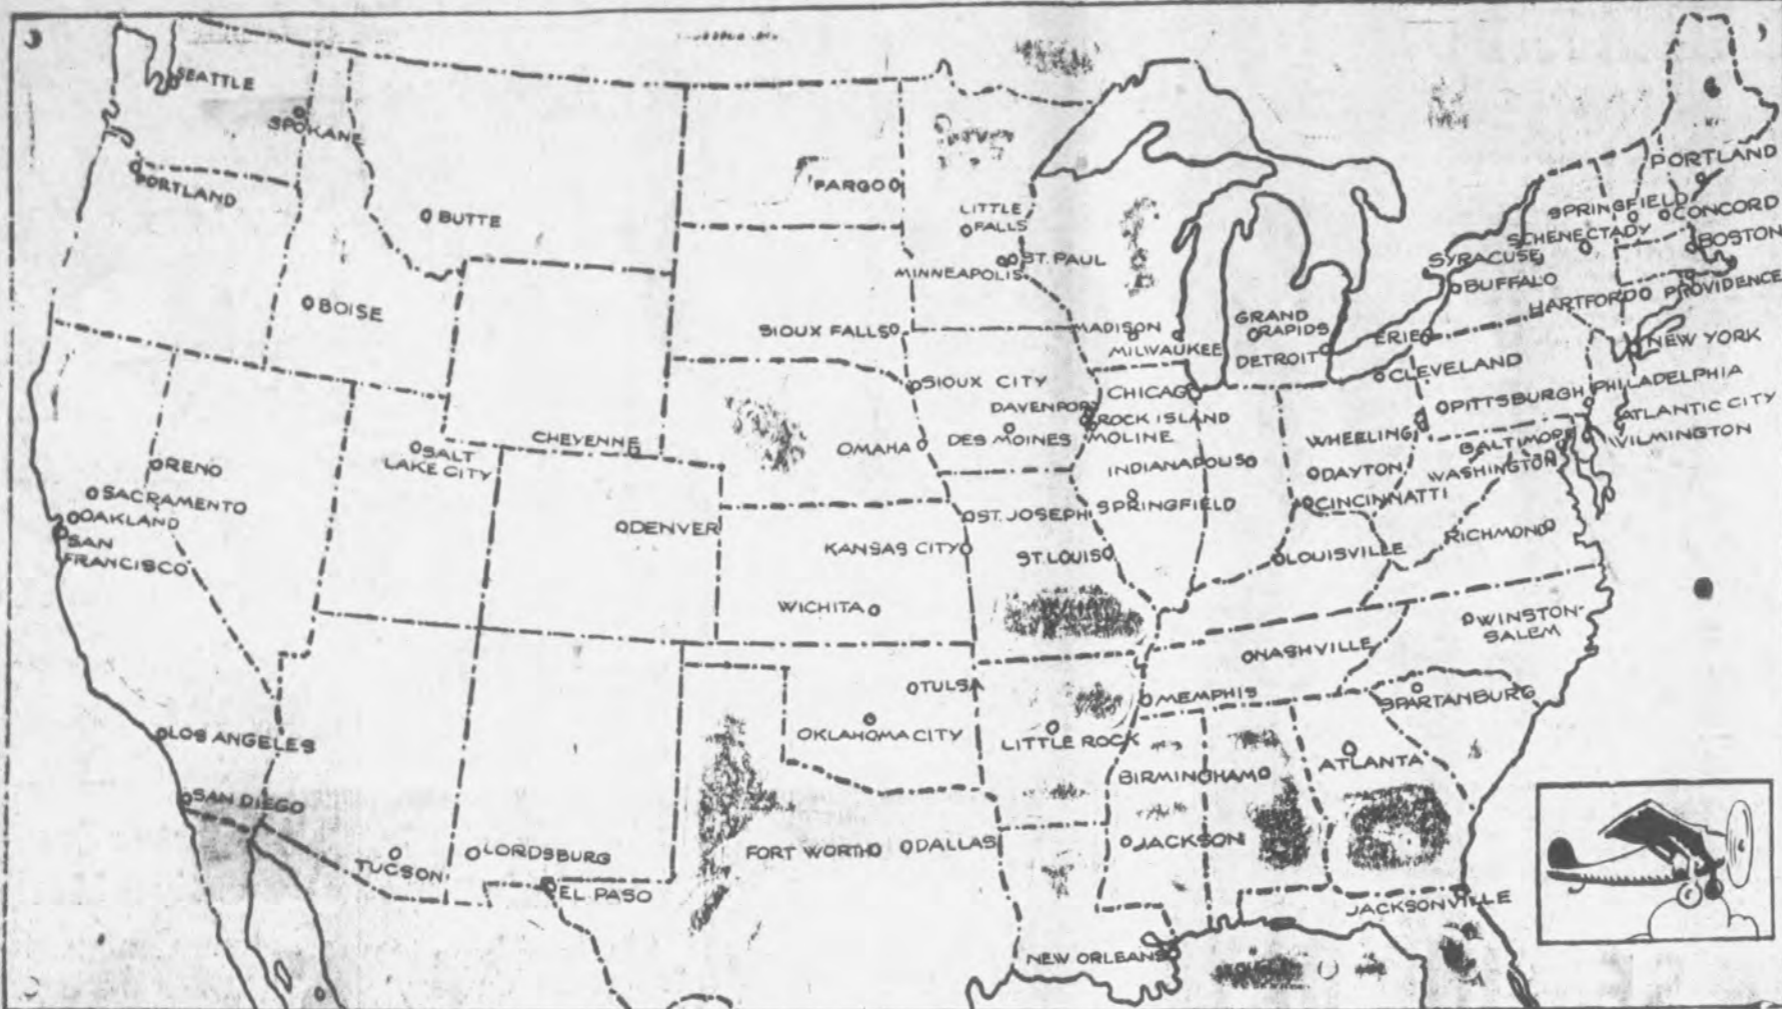 SEATTLE
SPOKANE
PORTLAND
BUTTE
BOISE
FARGO
LITTLE
FALLS
ST. PAUL
MINNEAPOLIS
SIOUX FALLS
MADISON
MILWAUKEE
GRAND
RAPIDS
DETROIT
ERIE
CLEVELAND
PORTLAND
SPRINGFIELD
CONCORD
SCHENECTADY
BOSTON
SYRACUSE
BUFFALO
HARTFORD
PROVIDENCE
NEW YORK
SIOUX CITY
CHICAGO
DAVENPORT
ROCK ISLAND
DES MOINES
MOLINE
OMAHA
CHEYENNE
SALT
LAKE CITY
RENO
SACRAMENTO
OAKLAND
SAN
FRANCISCO
PITTSBURGH
PHILADELPHIA
ATLANTIC CITY
WHEELING
BALTIMORE
WILMINGTON
WASHINGTON
INDIANAPOLIS
DAYTON
CINCINNATTI
SPRINGFIELD
ST. JOSEPH
DENVER
KANSAS CITY
ST. LOUIS
LOUISVILLE
RICHMOND
WICHITA
WINSTON-
SALEM
NASHVILLE
TULSA
MEMPHIS
SPARTANBURG
OKLAHOMA CITY
LITTLE ROCK
LOS ANGELES
BIRMINGHAM
ATLANTA
SAN DIEGO
TUCSON
LORDSBURG
EL PASO
FORT WORTH
DALLAS
JACKSON
JACKSONVILLE
NEW ORLEANS